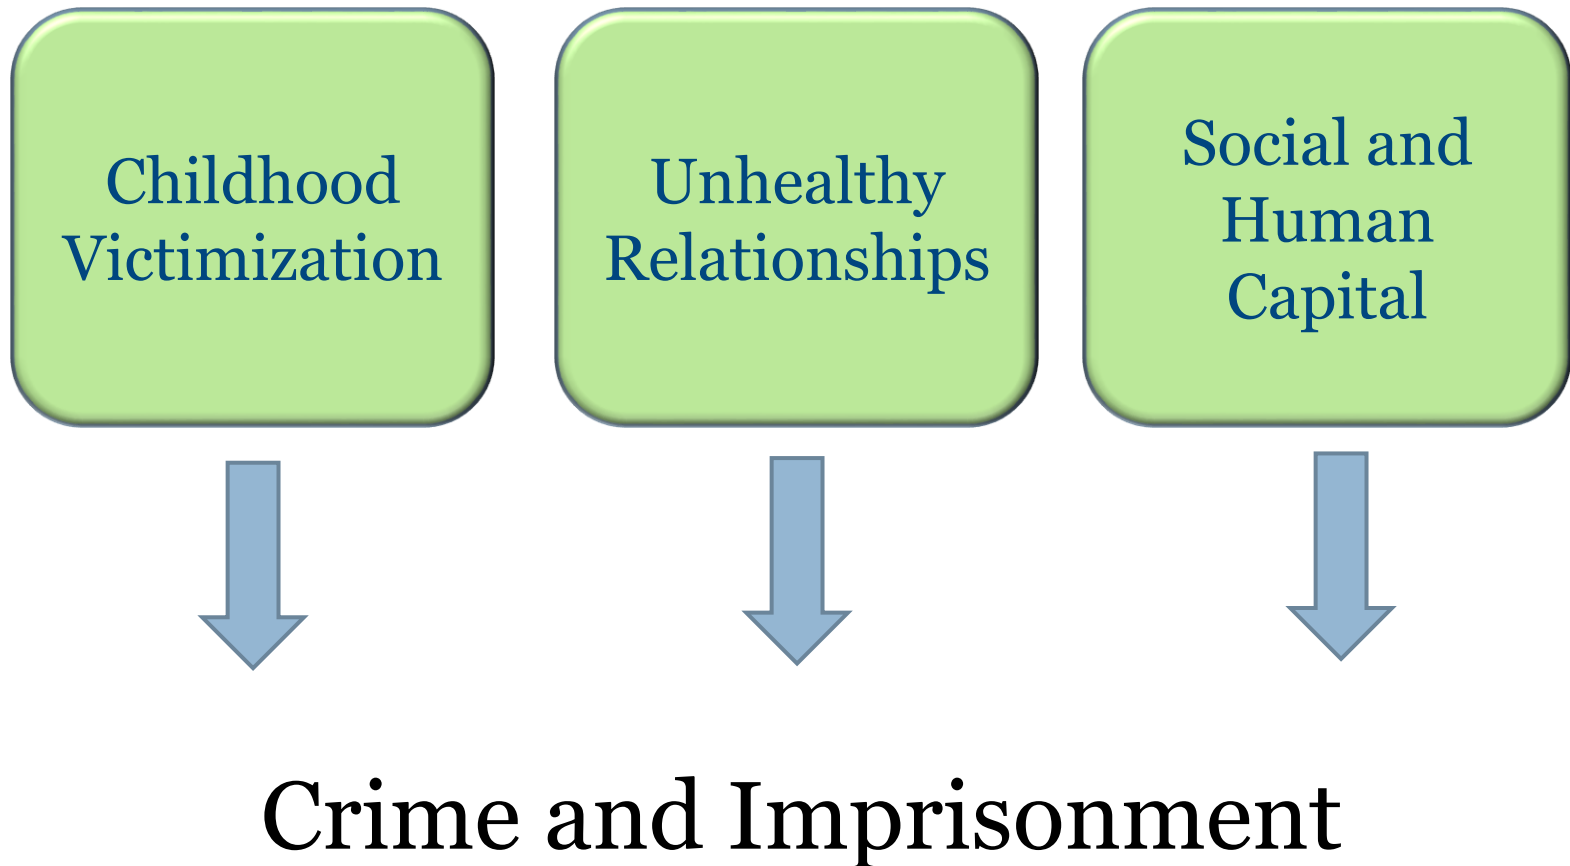 Childhood
Victimization
Unhealthy
Relationships
Social and
Human
Capital
Crime and Imprisonment